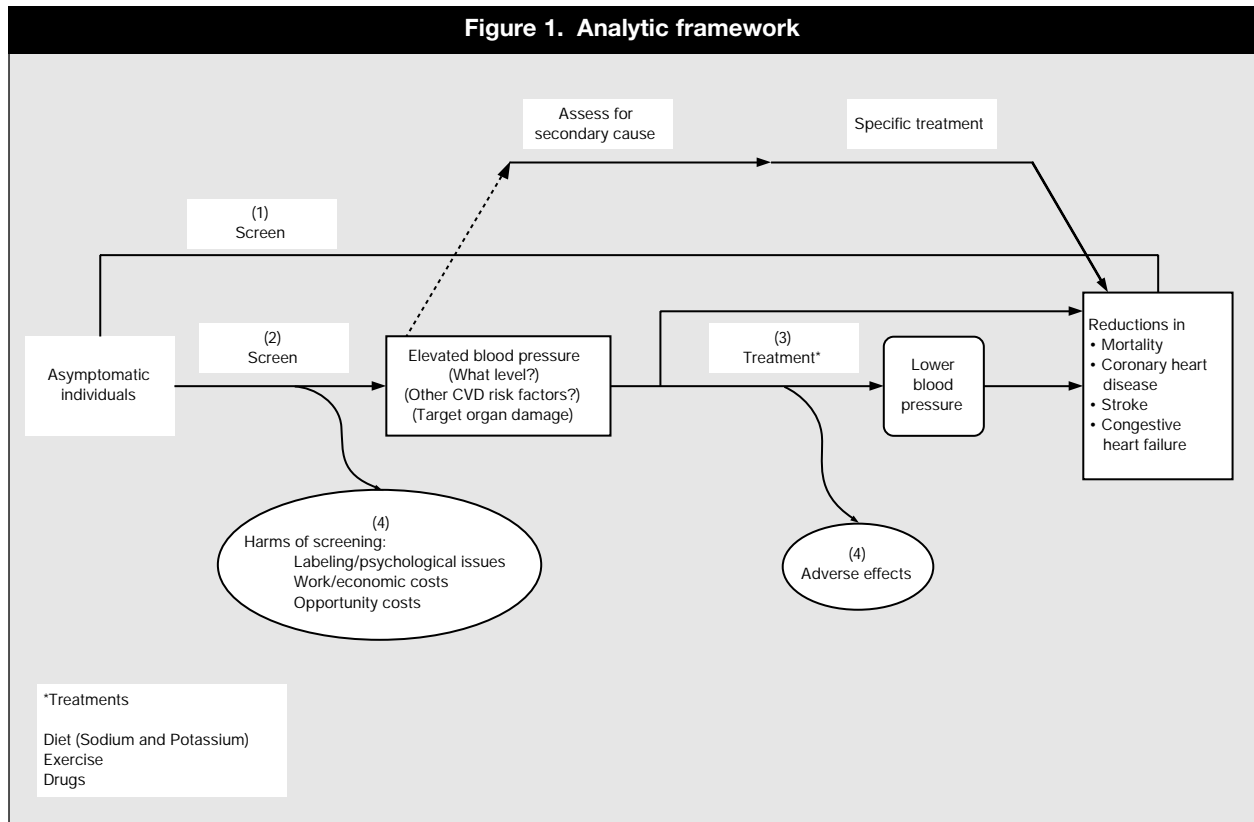 Figure 1. Analytic framework
Assess for
secondary cause
Specific treatment
(1)
Screen
(2)
Screen
Asymptomatic
individuals
Elevated blood pressure
(What level?)
(Other CVD risk factors?)
(Target organ damage)
(3)
Treatment*
Lower
blood
pressure
Reductions in
• Mortality
• Coronary heart
disease
• Stroke
• Congestive
heart failure
(4)
Harms of screening:
Labeling/psychological issues
Work/economic costs
Opportunity costs
(4)
Adverse effects
*Treatments
Diet (Sodium and Potassium)
Exercise
Drugs